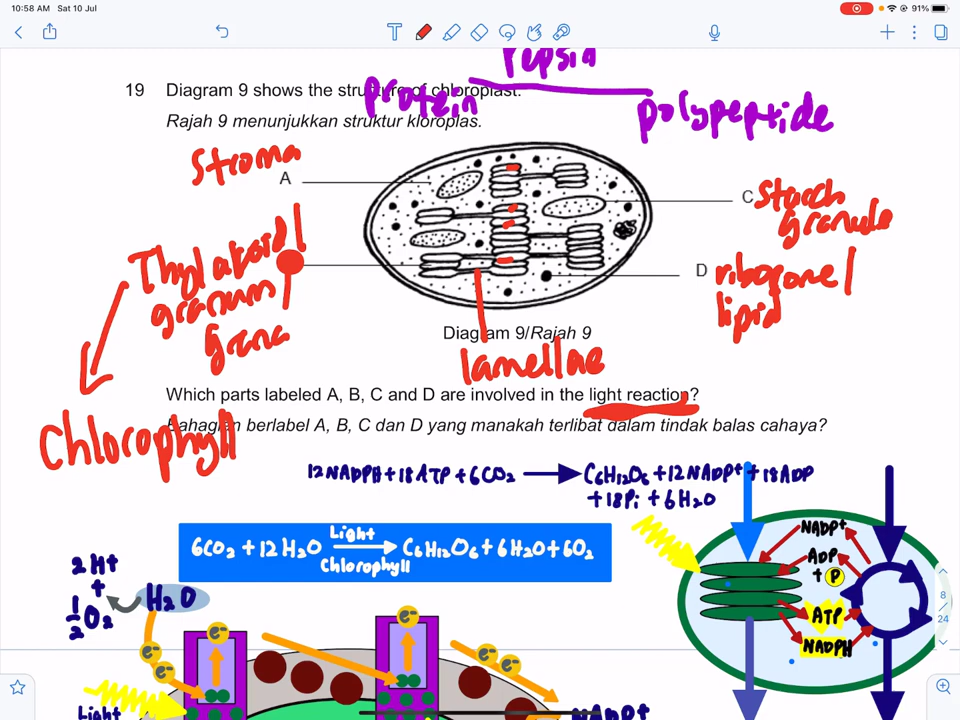 10:58 AM Sat 10 Jul
91%
Pepsin
protein
polypeptide
19 Diagram 9 shows the structure of chloroplast.
Rajah 9 menunjukkan struktur kloroplas.
Stroma
A
C Starch
granule
Thylakoid/
granum/
grana
D ribosome/
lipid
Diagram 9/Rajah 9
lamellae
Which parts labeled A, B, C and D are involved in the light reaction?
Chlorophyll
Bahagian berlabel A, B, C dan D yang manakah terlibat dalam tindak balas cahaya?
12NADPH + 18ATP + 6CO₂ → C₆H₁₂O₆ + 12NADP⁺ + 18ADP
+ 18Pi + 6H₂O
6CO₂ + 12H₂O Light Chlorophyll → C₆H₁₂O₆ + 6H₂O + 6O₂
2H⁺
+
½O₂
H₂O
NADP⁺
ADP
+ P
ATP
NADPH
8
24
e⁻
e⁻
e⁻
e⁻
e⁻
e⁻
Light
NADP⁺